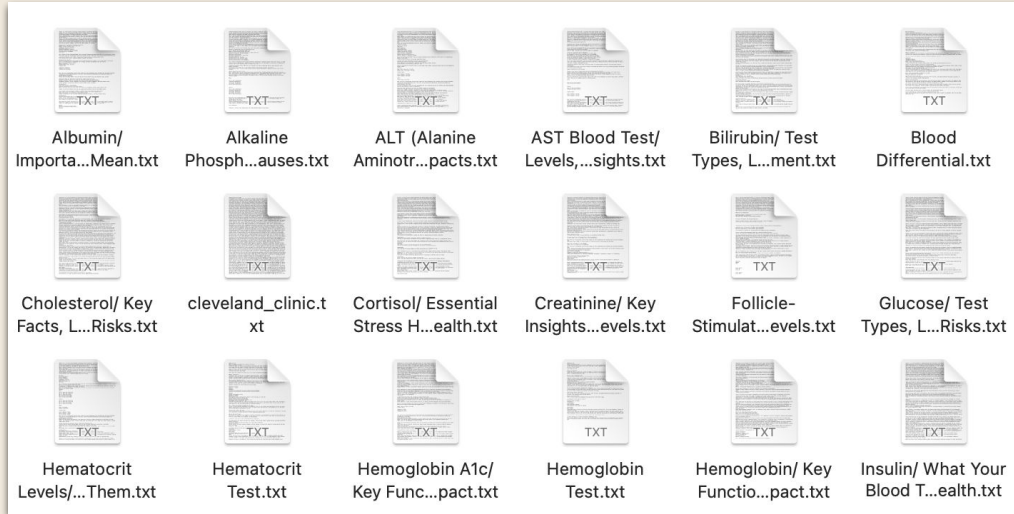 TXT
TXT
TXT
TXT
TXT
TXT
Albumin/
Importa...Mean.txt
Alkaline
Phosph...auses.txt
ALT (Alanine
Aminotr...pacts.txt
AST Blood Test/
Levels,...sights.txt
Bilirubin/ Test
Types, L...ment.txt
Blood
Differential.txt
TXT
TXT
TXT
TXT
TXT
TXT
Cholesterol/ Key
Facts, L...Risks.txt
cleveland_clinic.t
xt
Cortisol/ Essential
Stress H...ealth.txt
Creatinine/ Key
Insights...evels.txt
Follicle-
Stimulat...evels.txt
Glucose/ Test
Types, L...Risks.txt
TXT
TXT
TXT
TXT
TXT
TXT
Hematocrit
Levels/...Them.txt
Hematocrit
Test.txt
Hemoglobin A1c/
Key Func...pact.txt
Hemoglobin
Test.txt
Hemoglobin/ Key
Functio...pact.txt
Insulin/ What Your
Blood T...ealth.txt